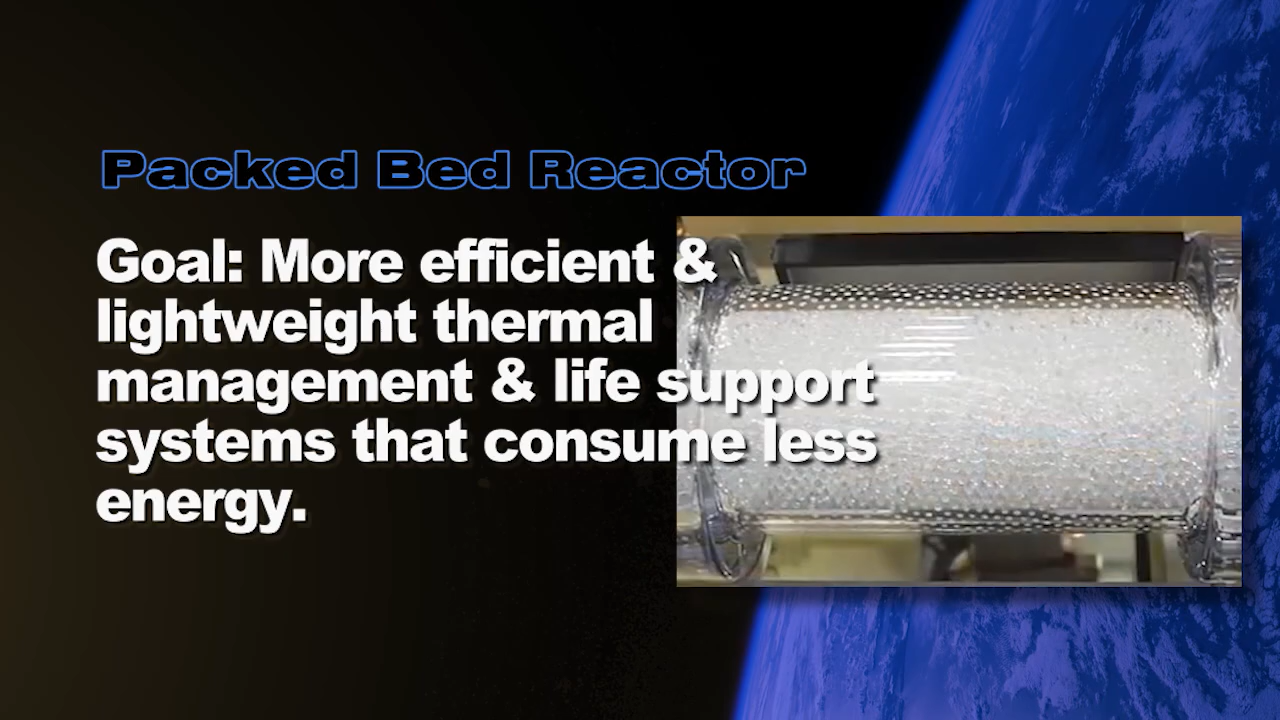 Packed Bed Reactor
Goal: More efficient &
lightweight thermal
management & life support
systems that consume less
energy.